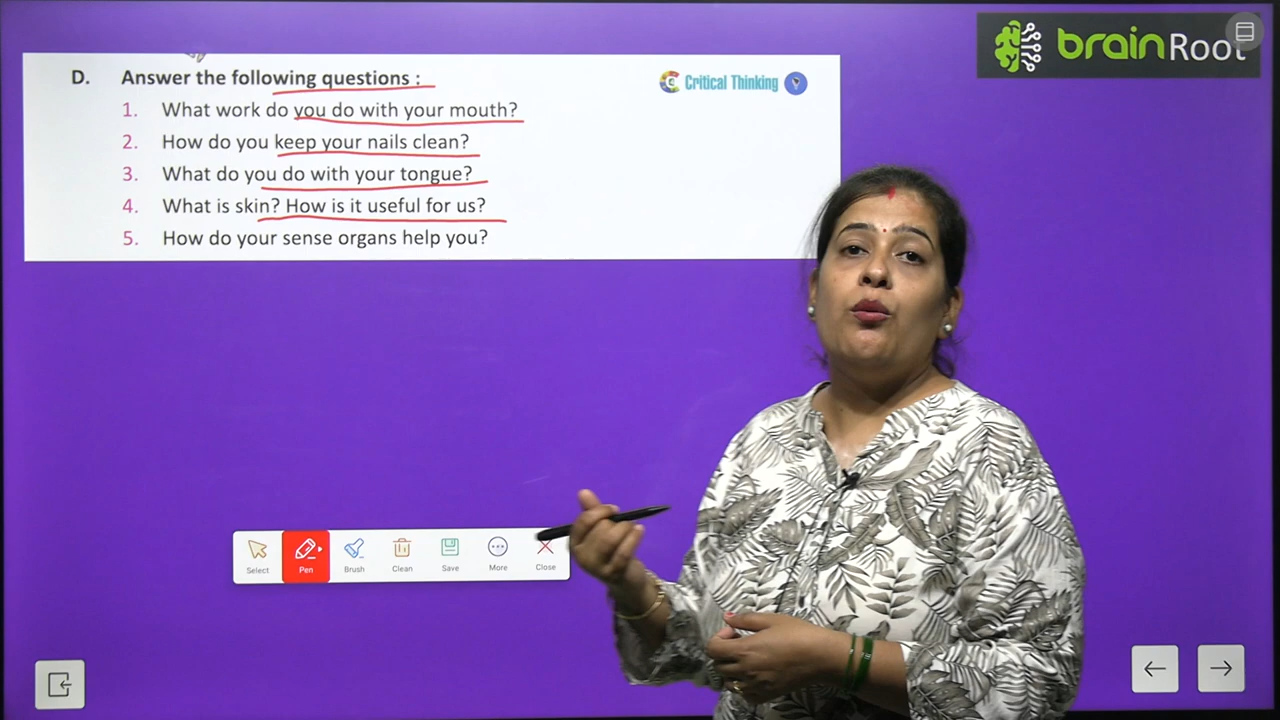 brainRoot
D. Answer the following questions :
Critical Thinking
1. What work do you do with your mouth?
2. How do you keep your nails clean?
3. What do you do with your tongue?
4. What is skin? How is it useful for us?
5. How do your sense organs help you?
Select Pen Brush Clean Save More Close